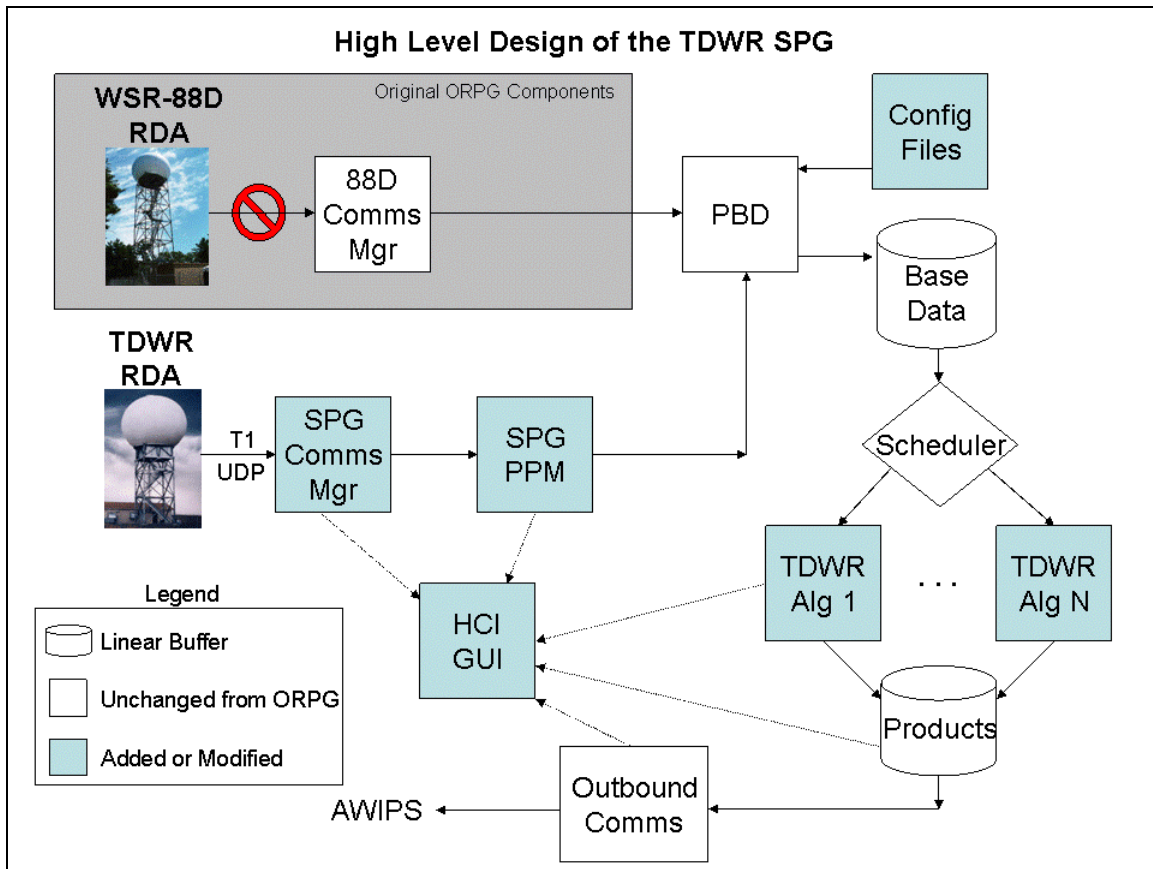 High Level Design of the TDWR SPG
Original ORPG Components
WSR-88D
RDA
88D
Comms
Mgr
PBD
Config
Files
Base
Data
TDWR
RDA
T1
UDP
SPG
Comms
Mgr
SPG
PPM
Scheduler
TDWR
Alg 1
. . .
TDWR
Alg N
HCI
GUI
Products
Outbound
Comms
AWIPS
Legend
Linear Buffer
Unchanged from ORPG
Added or Modified